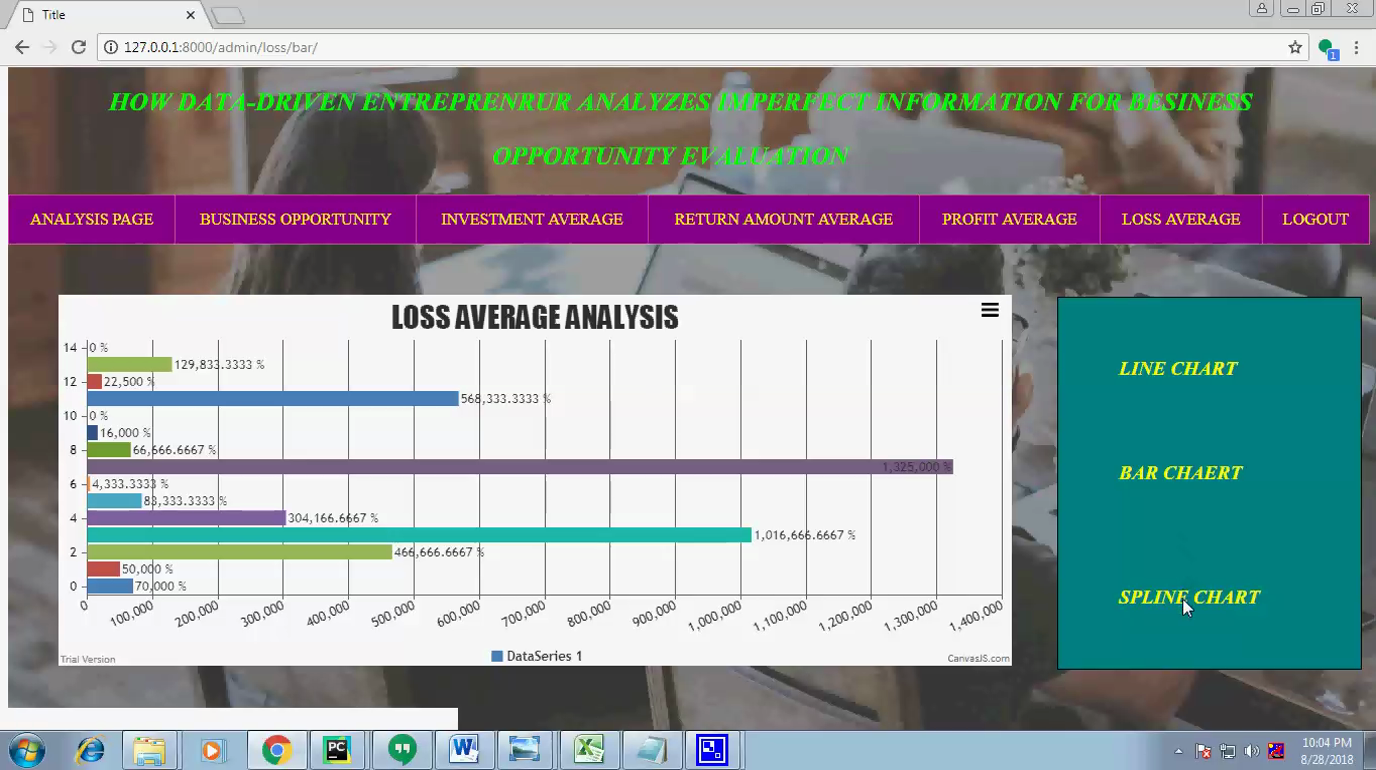 Title
127.0.0.1:8000/admin/loss/bar/
1
HOW DATA-DRIVEN ENTREPRENRUR ANALYZES IMPERFECT INFORMATION FOR BESINESS
OPPORTUNITY EVALUATION
ANALYSIS PAGE BUSINESS OPPORTUNITY INVESTMENT AVERAGE RETURN AMOUNT AVERAGE PROFIT AVERAGE LOSS AVERAGE LOGOUT
LOSS AVERAGE ANALYSIS
14 0 %
129,833.3333 %
12 22,500 %
568,333.3333 %
10 0 %
16,000 %
8 66,666.6667 %
1,325,000 %
6 4,333.3333 %
83,333.3333 %
4 304,166.6667 %
1,016,666.6667 %
2 466,666.6667 %
50,000 %
0 70,000 %
0 100,000 200,000 300,000 400,000 500,000 600,000 700,000 800,000 900,000 1,000,000 1,100,000 1,200,000 1,300,000 1,400,000
DataSeries 1
Trial Version CanvasJS.com
LINE CHART
BAR CHAERT
SPLINE CHART
PC
W
10:04 PM
8/28/2018